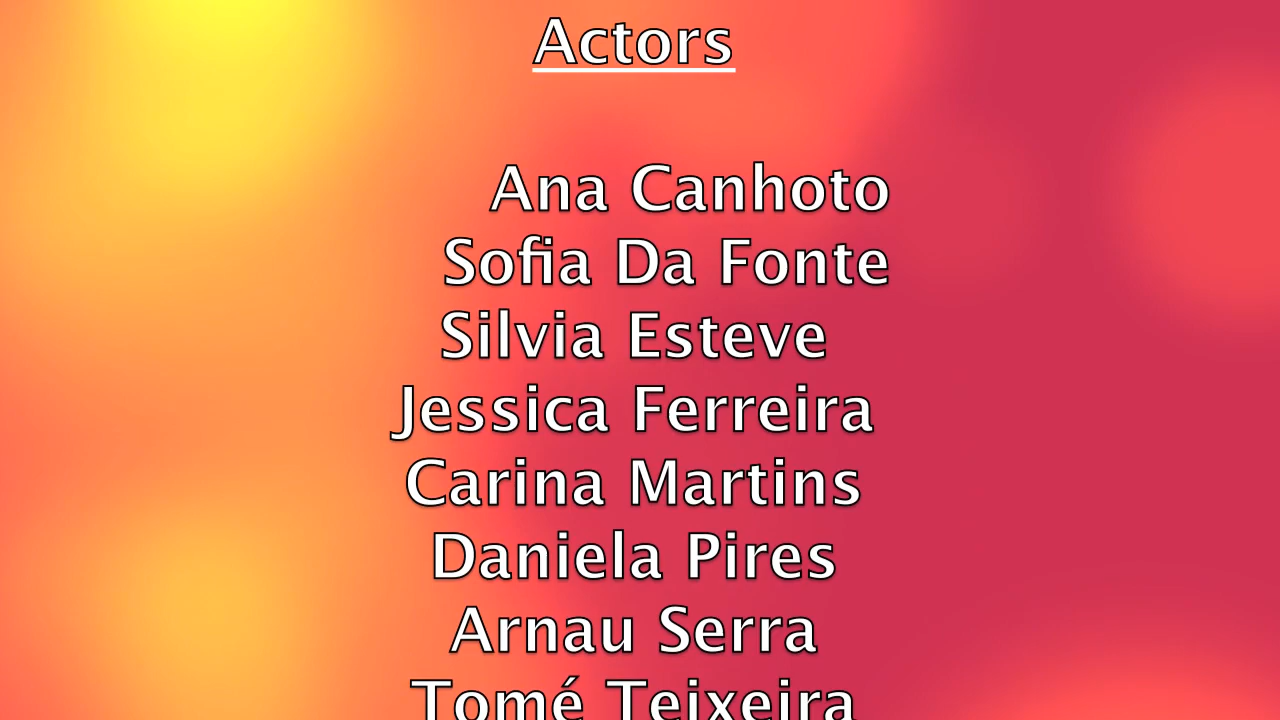 Actors
Ana Canhoto
Sofia Da Fonte
Silvia Esteve
Jessica Ferreira
Carina Martins
Daniela Pires
Arnau Serra
Tomé Teixeira